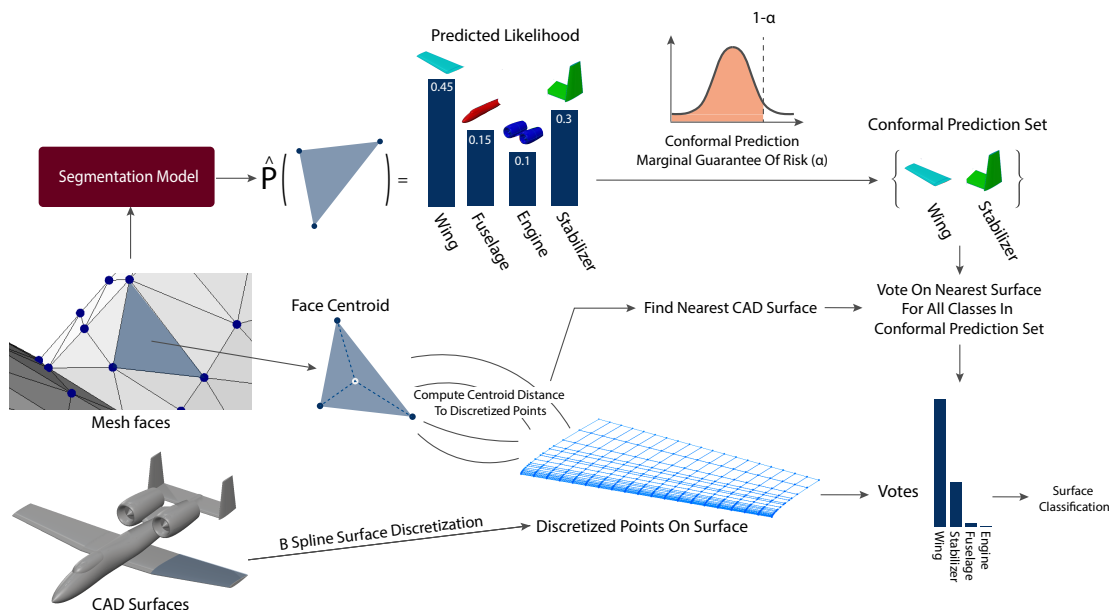 1-α
Predicted Likelihood
0.45
0.15
0.1
0.3
Wing
Fuselage
Engine
Stabilizer
Conformal Prediction
Marginal Guarantee Of Risk (α)
Conformal Prediction Set
{ }
Wing
Stabilizer
Segmentation Model
P̂( ) =
Face Centroid
Find Nearest CAD Surface
Vote On Nearest Surface
For All Classes In
Conformal Prediction Set
Compute Centroid Distance
To Discretized Points
Mesh faces
B Spline Surface Discretization
Discretized Points On Surface
Votes
Wing
Stabilizer
Fuselage
Engine
Surface
Classification
CAD Surfaces